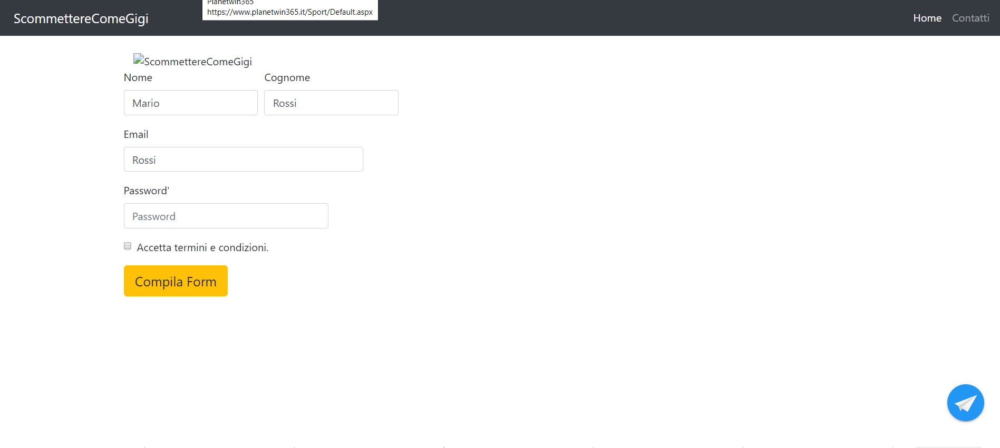 Planetwin365
https://www.planetwin365.it/Sport/Default.aspx
ScommettereComeGigi
Home Contatti
ScommettereComeGigi
Nome Cognome
Mario Rossi
Email
Rossi
Password'
Password
Accetta termini e condizioni.
Compila Form